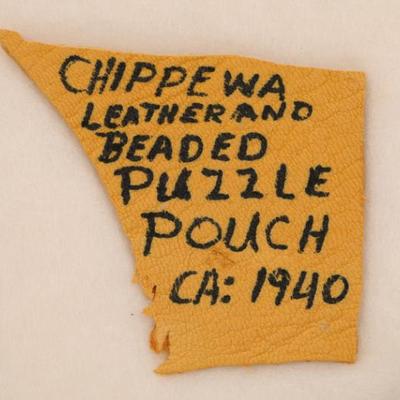 CHIPPEWA
LEATHER AND
BEADED
PUZZLE
POUCH
CA: 1940